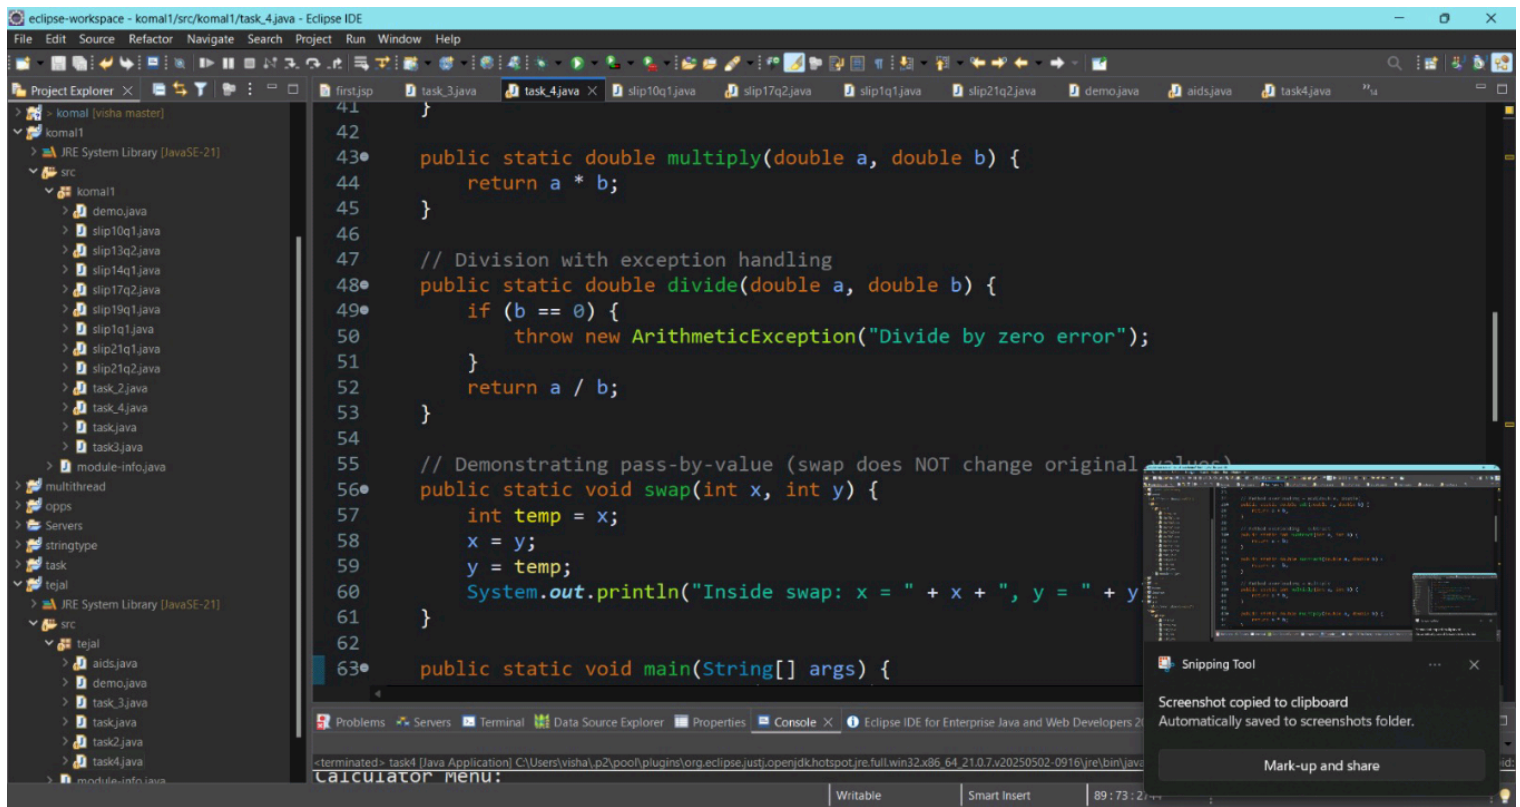 eclipse-workspace - komal1/src/komal1/task_4.java - Eclipse IDE
File Edit Source Refactor Navigate Search Project Run Window Help
Project Explorer
first.jsp task_3.java task_4.java slip10q1.java slip17q2.java slip1q1.java slip21q2.java demo.java aids.java task4.java
> komal [visha master]
komal1
JRE System Library [JavaSE-21]
src
komal1
demo.java
slip10q1.java
slip13q2.java
slip14q1.java
slip17q2.java
slip19q1.java
slip1q1.java
slip21q1.java
slip21q2.java
task_2.java
task_4.java
task.java
task3.java
module-info.java
multithread
opps
Servers
stringtype
task
tejal
JRE System Library [JavaSE-21]
src
tejal
aids.java
demo.java
task_3.java
task.java
task2.java
task4.java
module-info.java
41 }
42
43 public static double multiply(double a, double b) {
44 return a * b;
45 }
46
47 // Division with exception handling
48 public static double divide(double a, double b) {
49 if (b == 0) {
50 throw new ArithmeticException("Divide by zero error");
51 }
52 return a / b;
53 }
54
55 // Demonstrating pass-by-value (swap does NOT change original values)
56 public static void swap(int x, int y) {
57 int temp = x;
58 x = y;
59 y = temp;
60 System.out.println("Inside swap: x = " + x + ", y = " + y
61 }
62
63 public static void main(String[] args) {
Problems Servers Terminal Data Source Explorer Properties Console Eclipse IDE for Enterprise Java and Web Developers
<terminated> task4 [Java Application] C:\Users\visha\.p2\pool\plugins\org.eclipse.justj.openjdk.hotspot.jre.full.win32.x86_64_21.0.7.v20250502-0916\jre\bin\java
Calculator Menu:
Writable Smart Insert
Snipping Tool
Screenshot copied to clipboard
Automatically saved to screenshots folder.
Mark-up and share